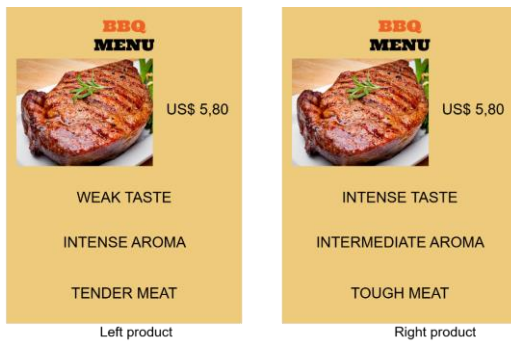 BBQ
MENU
US$ 5,80
WEAK TASTE
INTENSE AROMA
TENDER MEAT
Left product
BBQ
MENU
US$ 5,80
INTENSE TASTE
INTERMEDIATE AROMA
TOUGH MEAT
Right product